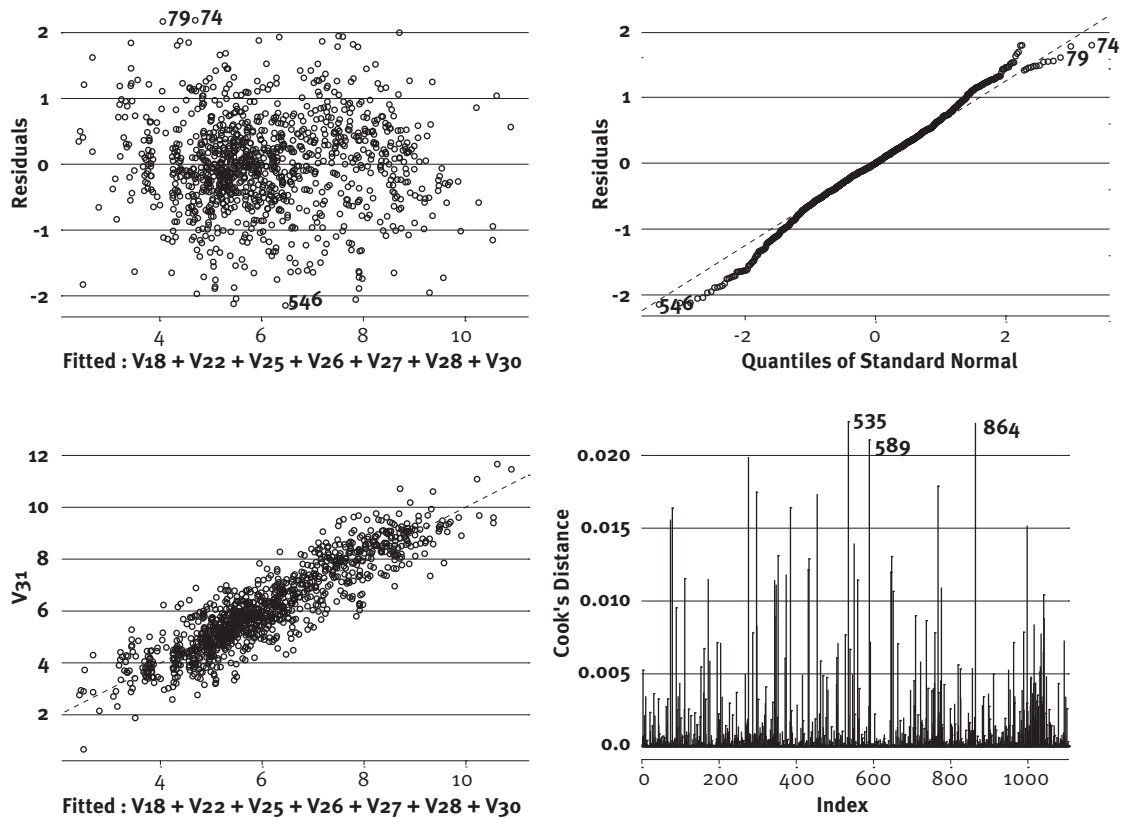 79 74
2
1
0
-1
-2
546
Residuals
4 6 8 10
Fitted : V18 + V22 + V25 + V26 + V27 + V28 + V30
2
1
0
-1
-2
74
79
546
Residuals
-2 0 2
Quantiles of Standard Normal
12
10
8
6
4
2
V31
4 6 8 10
Fitted : V18 + V22 + V25 + V26 + V27 + V28 + V30
535
864
589
0.020
0.015
0.010
0.005
0.0
Cook's Distance
0 200 400 600 800 1000
Index